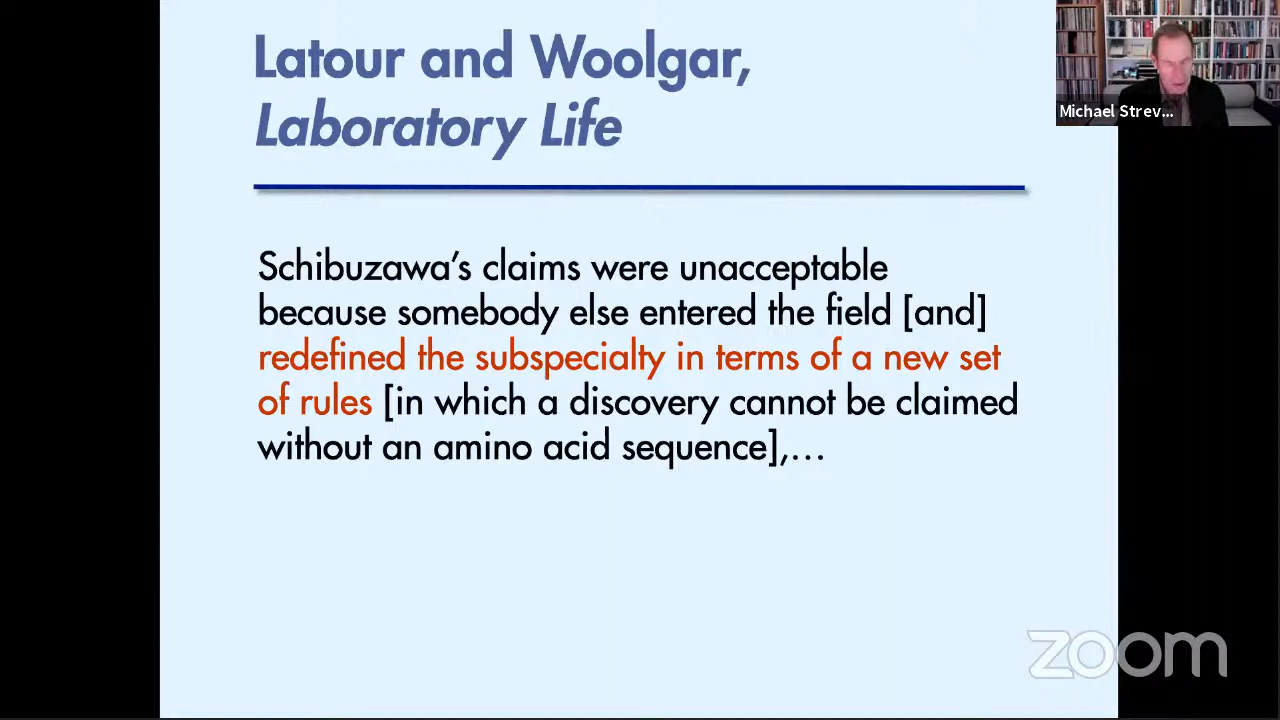 Latour and Woolgar,
Laboratory Life
Michael Strev...
Schibuzawa's claims were unacceptable
because somebody else entered the field [and]
redefined the subspecialty in terms of a new set
of rules [in which a discovery cannot be claimed
without an amino acid sequence],…
zoom